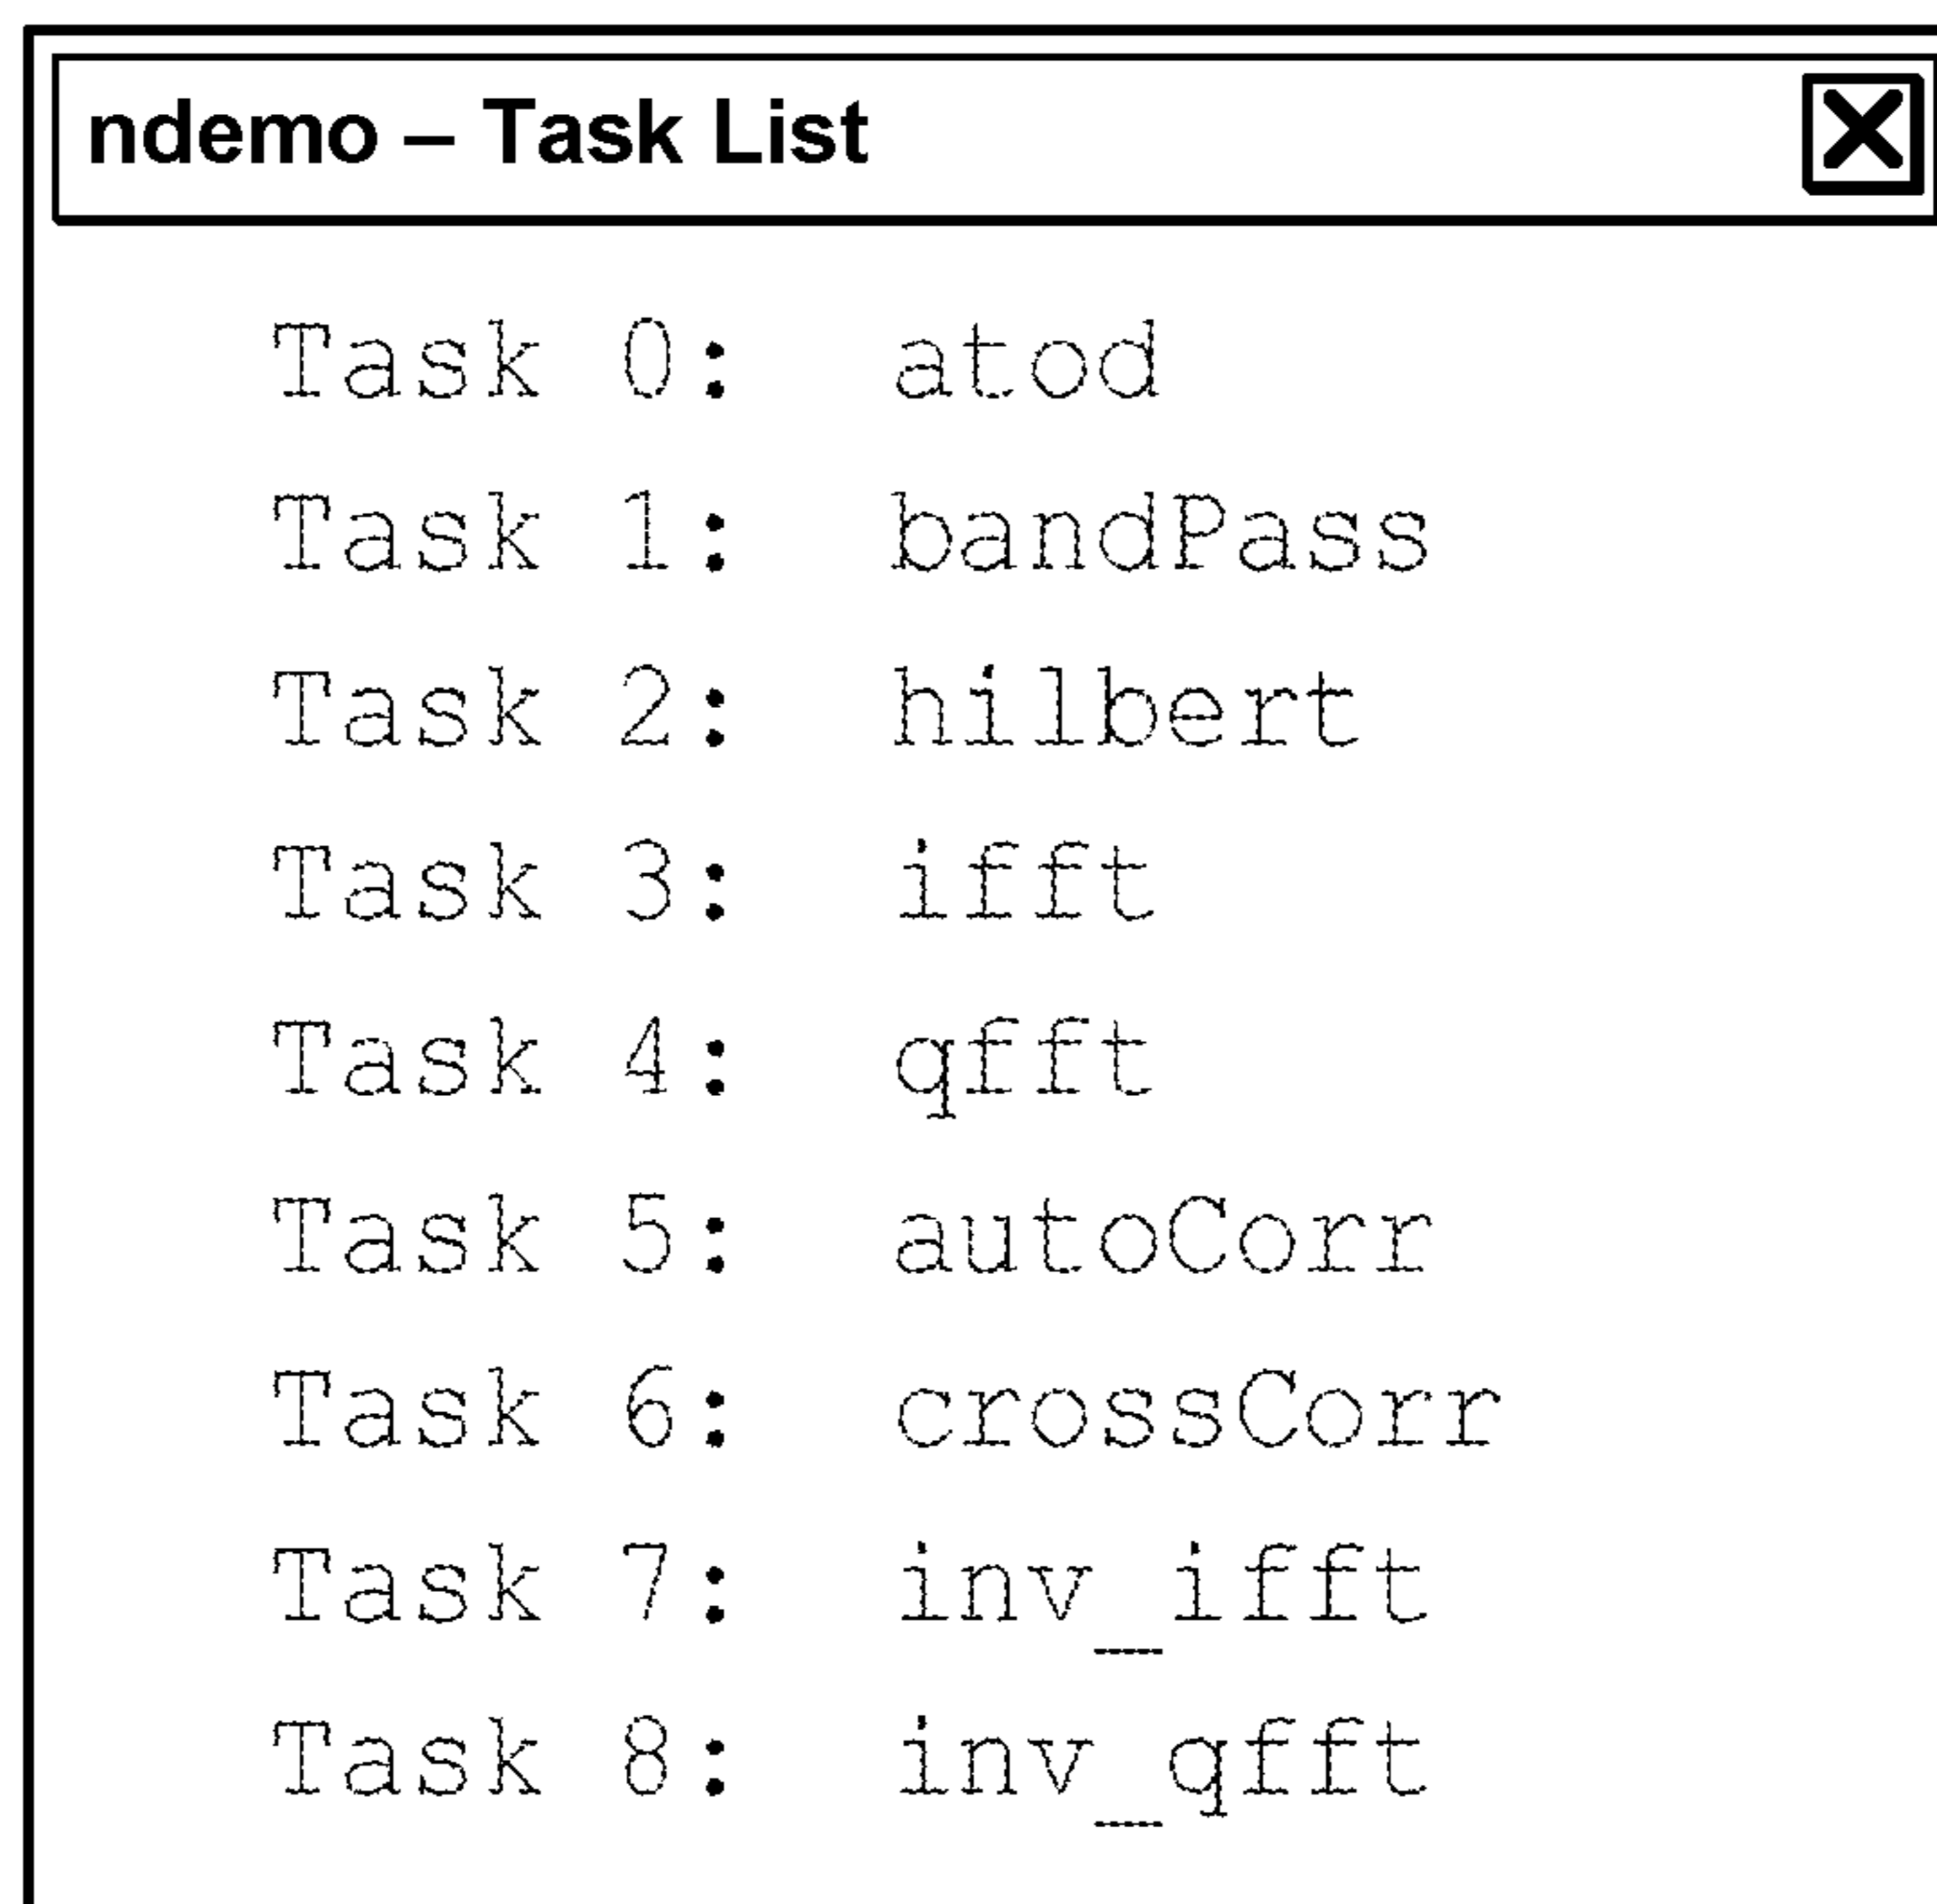 ndemo – Task List
Task 0: atod
Task 1: bandPass
Task 2: hilbert
Task 3: ifft
Task 4: qfft
Task 5: autoCorr
Task 6: crossCorr
Task 7: inv_ifft
Task 8: inv_qfft